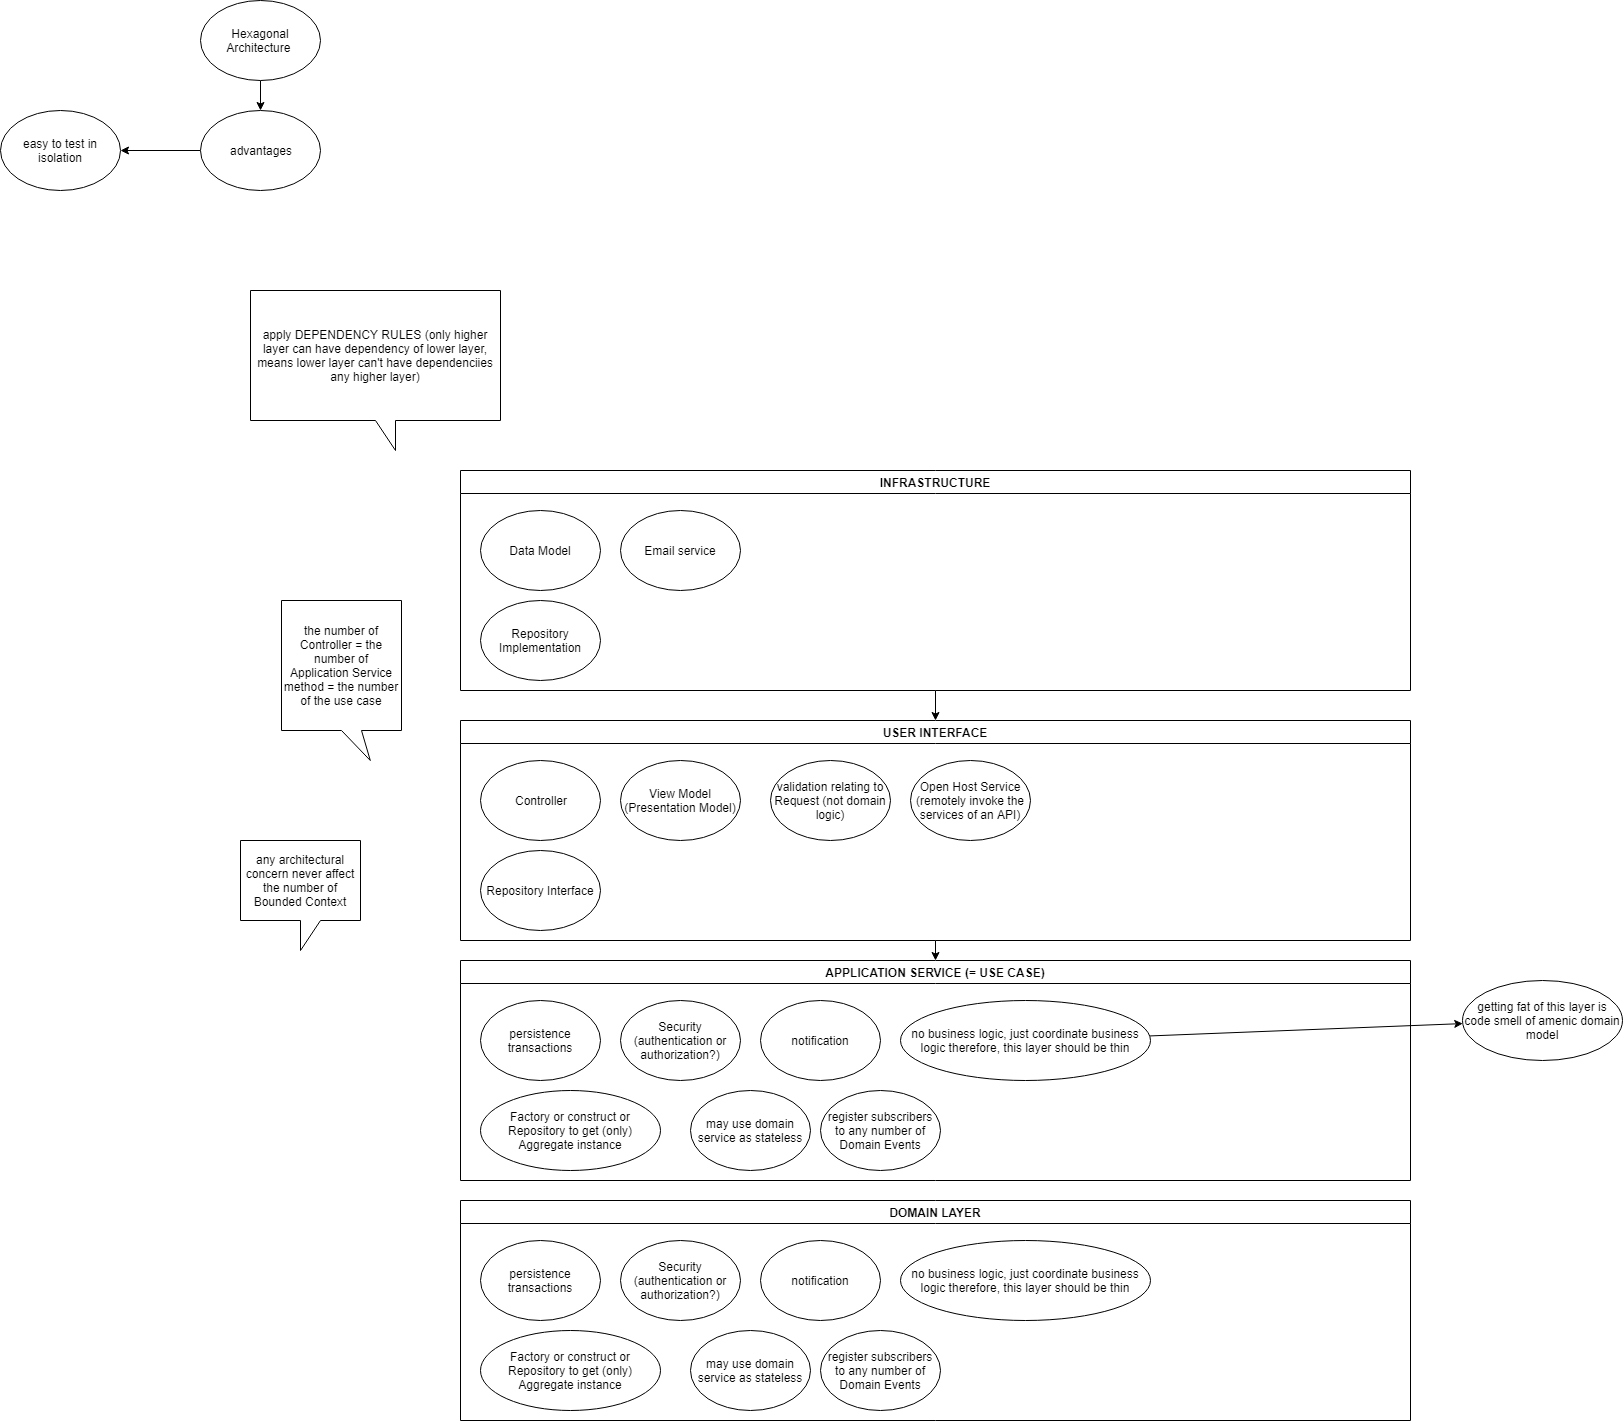 Hexagonal
Architecture
easy to test in
isolation
advantages
apply DEPENDENCY RULES (only higher
layer can have dependency of lower layer,
means lower layer can't have dependenciies
any higher layer)
INFRASTRUCTURE
Data Model
Email service
Repository
Implementation
the number of
Controller = the
number of
Application Service
method = the number
of the use case
USER INTERFACE
Controller
View Model
(Presentation Model)
validation relating to
Request (not domain
logic)
Open Host Service
(remotely invoke the
services of an API)
Repository Interface
any architectural
concern never affect
the number of
Bounded Context
APPLICATION SERVICE (= USE CASE)
persistence
transactions
Security
(authentication or
authorization?)
notification
no business logic, just coordinate business
logic therefore, this layer should be thin
getting fat of this layer is
code smell of amenic domain
model
Factory or construct or
Repository to get (only)
Aggregate instance
may use domain
service as stateless
register subscribers
to any number of
Domain Events
DOMAIN LAYER
persistence
transactions
Security
(authentication or
authorization?)
notification
no business logic, just coordinate business
logic therefore, this layer should be thin
Factory or construct or
Repository to get (only)
Aggregate instance
may use domain
service as stateless
register subscribers
to any number of
Domain Events